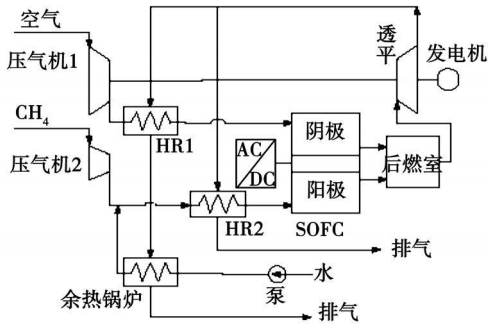 空气
透
平
发电机
压气机1
CH₄
HR1
阴极
AC
DC
后燃室
压气机2
阳极
HR2
SOFC
排气
水
泵
余热锅炉
排气